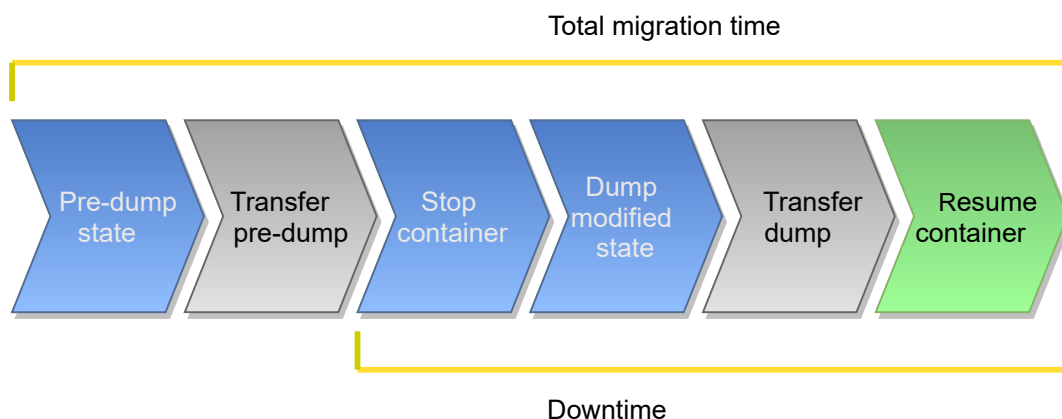 Total migration time
Pre-dump
state
Transfer
pre-dump
Stop
container
Dump
modified
state
Transfer
dump
Resume
container
Downtime